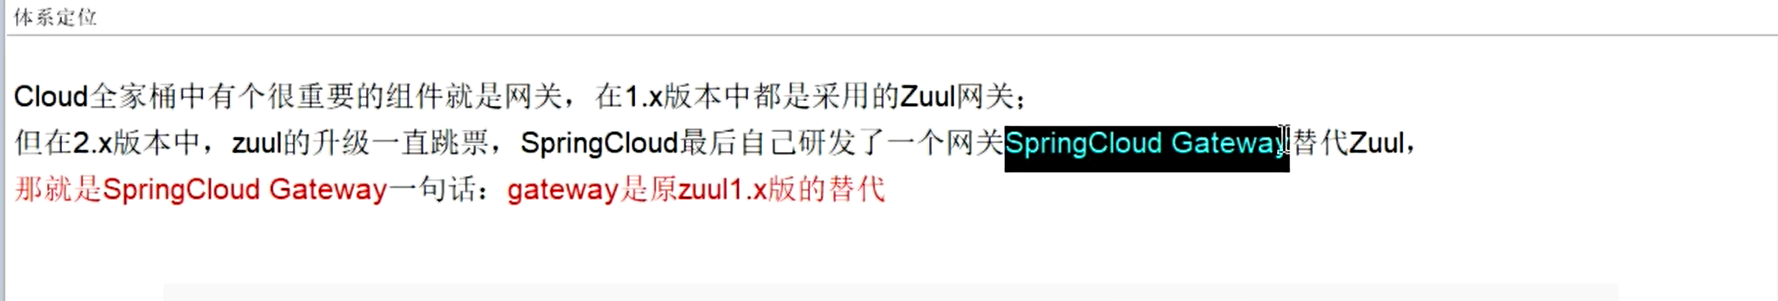 体系定位
Cloud全家桶中有个很重要的组件就是网关，在1.x版本中都是采用的Zuul网关；
但在2.x版本中，zuul的升级一直跳票，SpringCloud最后自己研发了一个网关SpringCloud Gateway替代Zuul，
那就是SpringCloud Gateway一句话：gateway是原zuul1.x版的替代